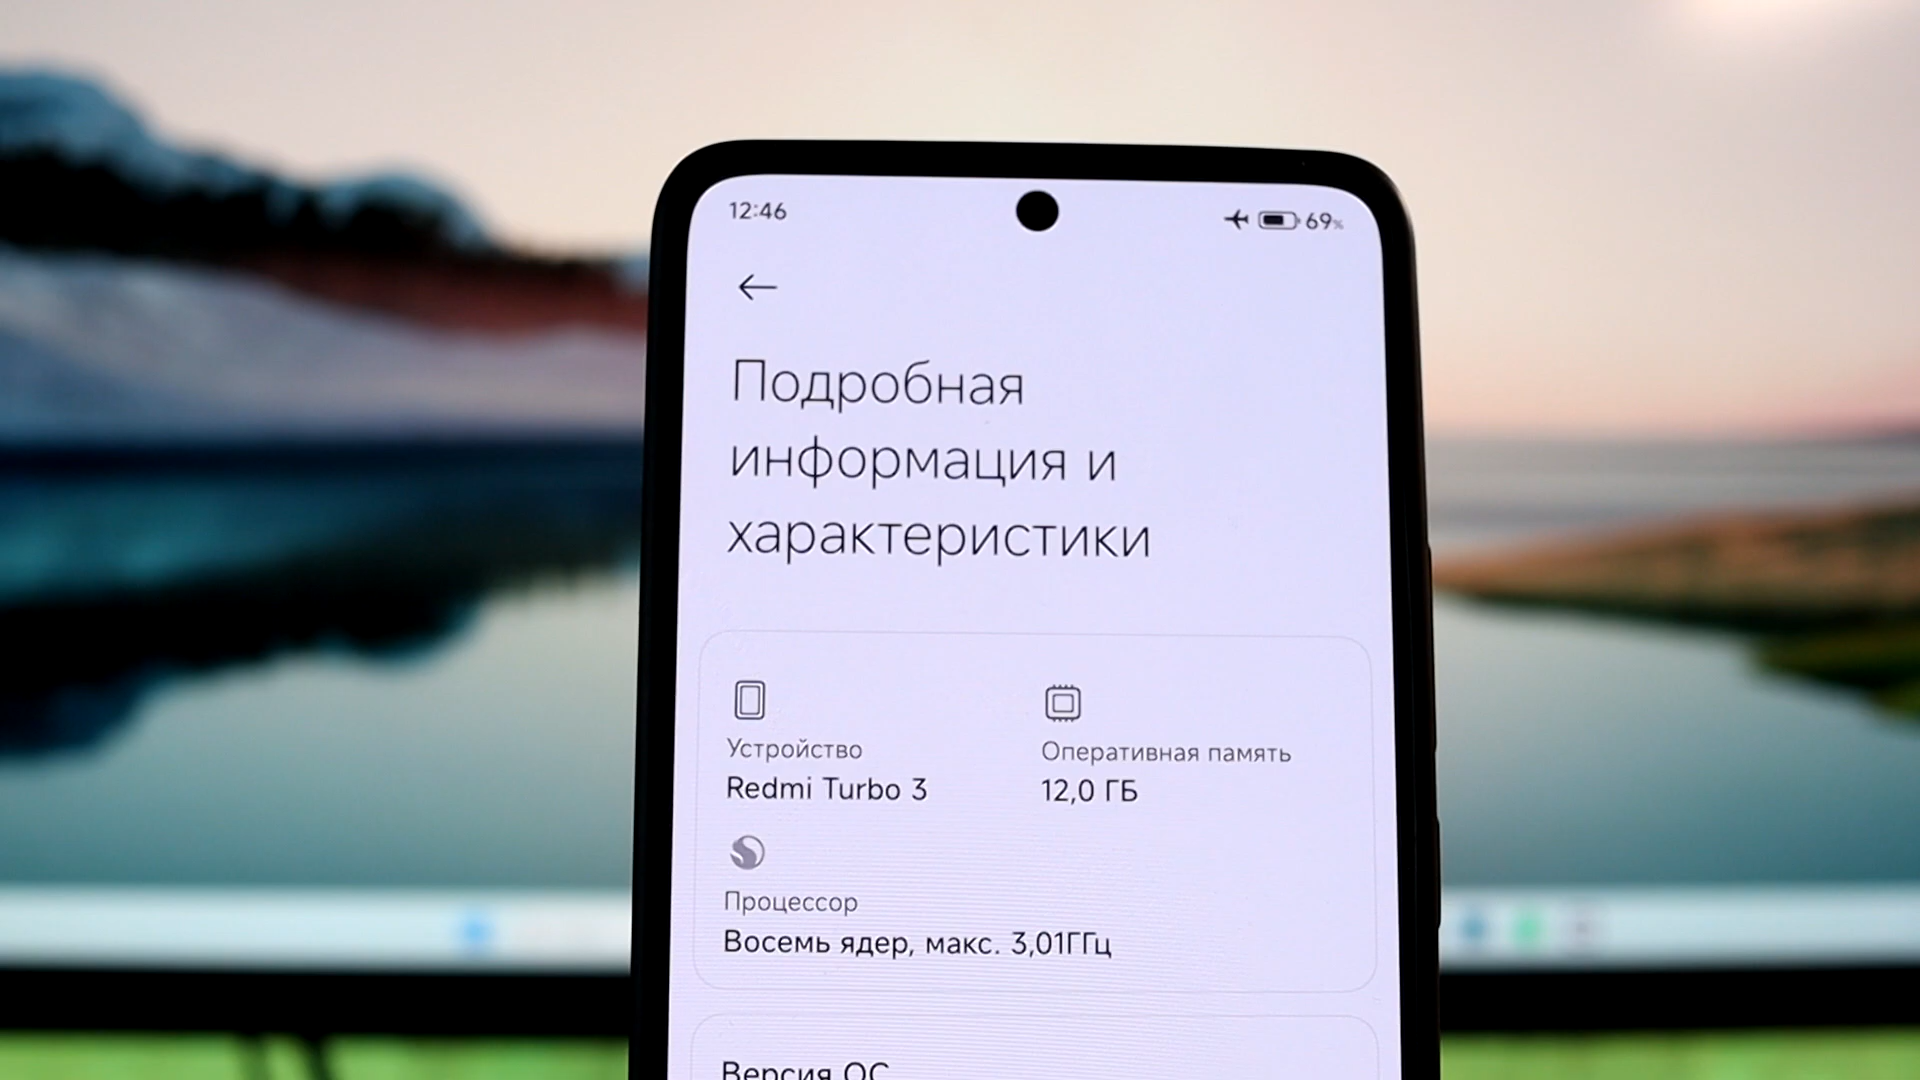 12:46
69%
Подробная
информация и
характеристики
Устройство
Redmi Turbo 3
Оперативная память
12,0 ГБ
Процессор
Восемь ядер, макс. 3,01ГГц
Версия ОС